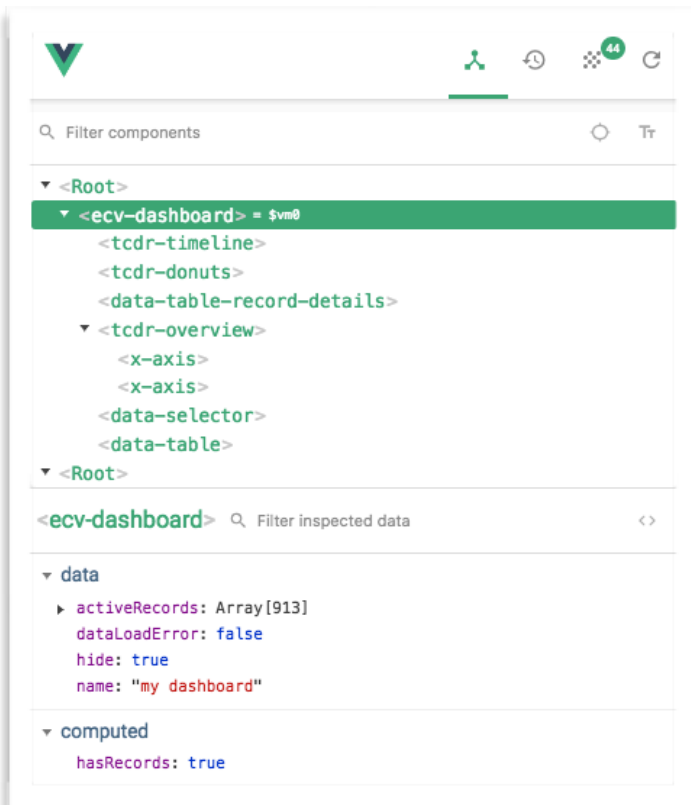 44
Filter components Tт
<Root>
<ecv-dashboard> = $vm0
<tcdr-timeline>
<tcdr-donuts>
<data-table-record-details>
<tcdr-overview>
<x-axis>
<x-axis>
<data-selector>
<data-table>
<Root>
<ecv-dashboard> Filter inspected data <>
data
activeRecords: Array[913]
dataLoadError: false
hide: true
name: "my dashboard"
computed
hasRecords: true